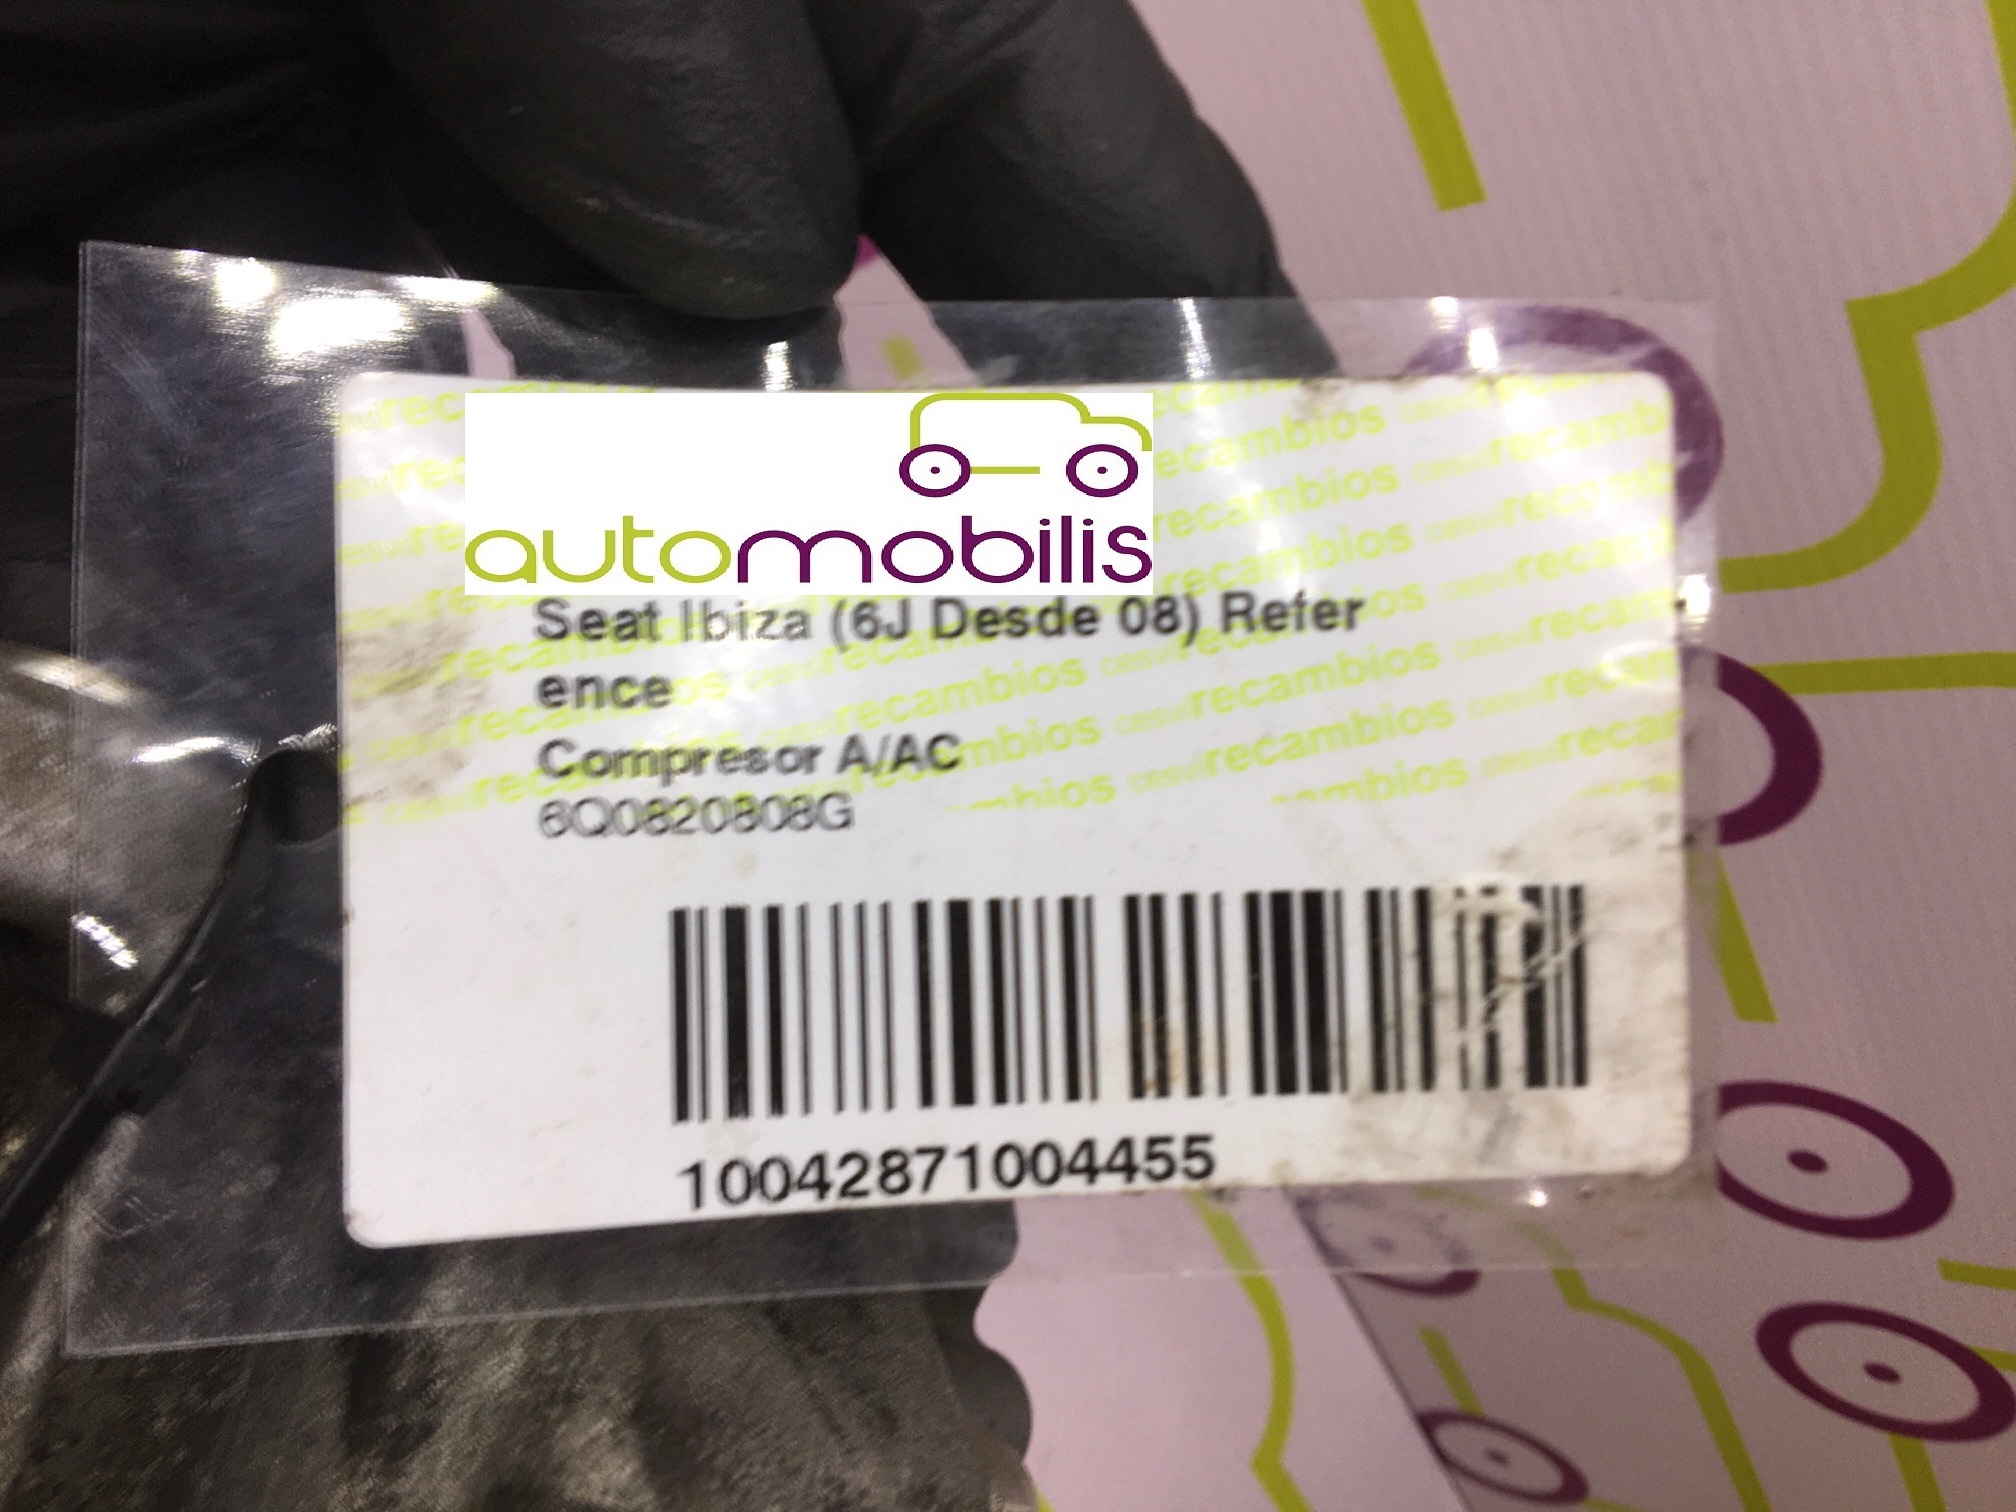 automobilis
Seat Ibiza (6J Desde 08) Refer
ence
Compresor A/AC
6Q0820808G
10042871004455